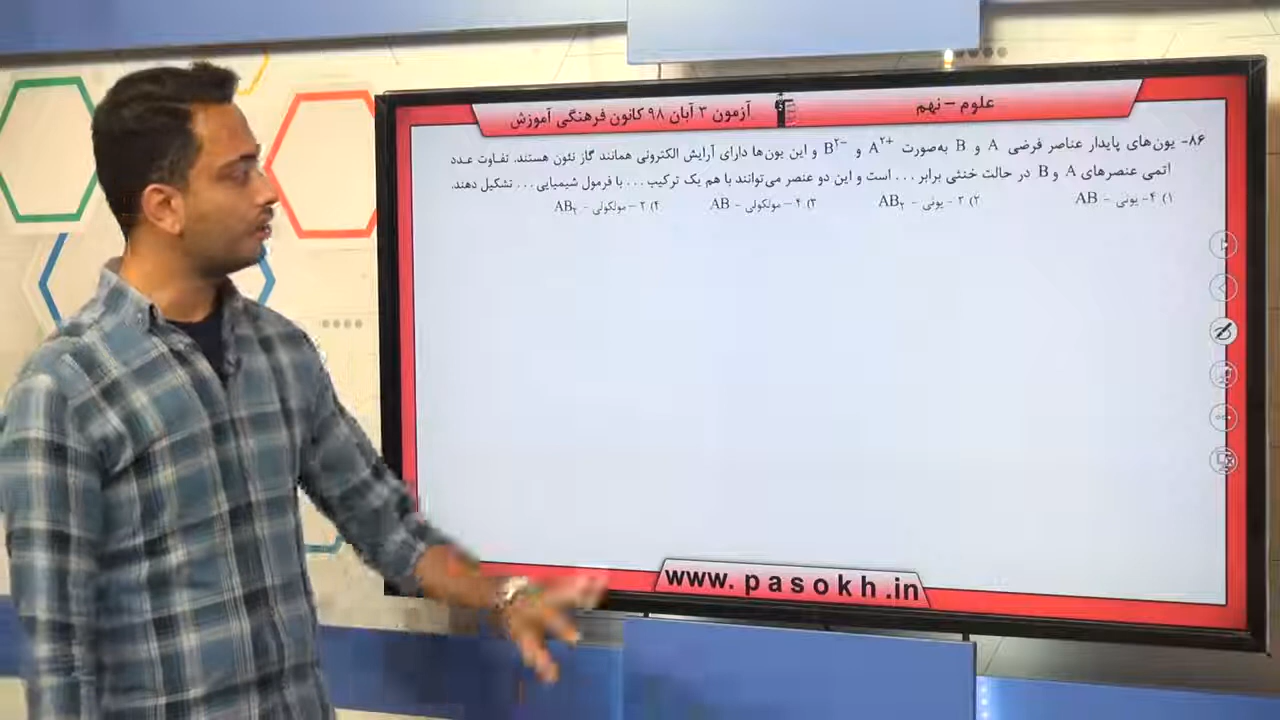 علوم – نهم
آزمون ۳ آبان ۹۸ کانون فرهنگی آموزش
۸۶- یون‌های پایدار عناصر فرضی A و B به‌صورت A²⁺ و B²⁻ و این یون‌ها دارای آرایش الکترونی همانند گاز نئون هستند. تفاوت عدد
اتمی عنصرهای A و B در حالت خنثی برابر ... است و این دو عنصر می‌توانند با هم یک ترکیب... با فرمول شیمیایی... تشکیل دهند.
۱) ۴- یونی - AB ۲) ۲ - یونی - AB₂ ۳) ۴ – مولکولی - AB ۴) ۲ – مولکولی - AB₂
www. pasokh .in